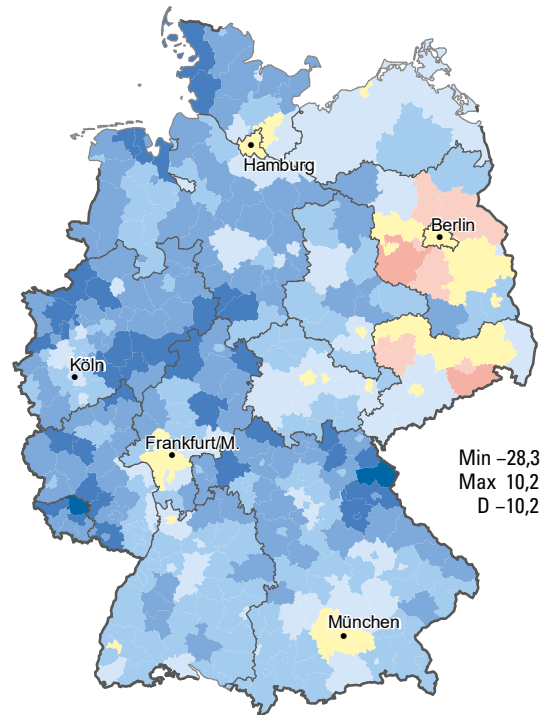 Hamburg
Berlin
Köln
Frankfurt/M.
Min –28,3
Max 10,2
D –10,2
München